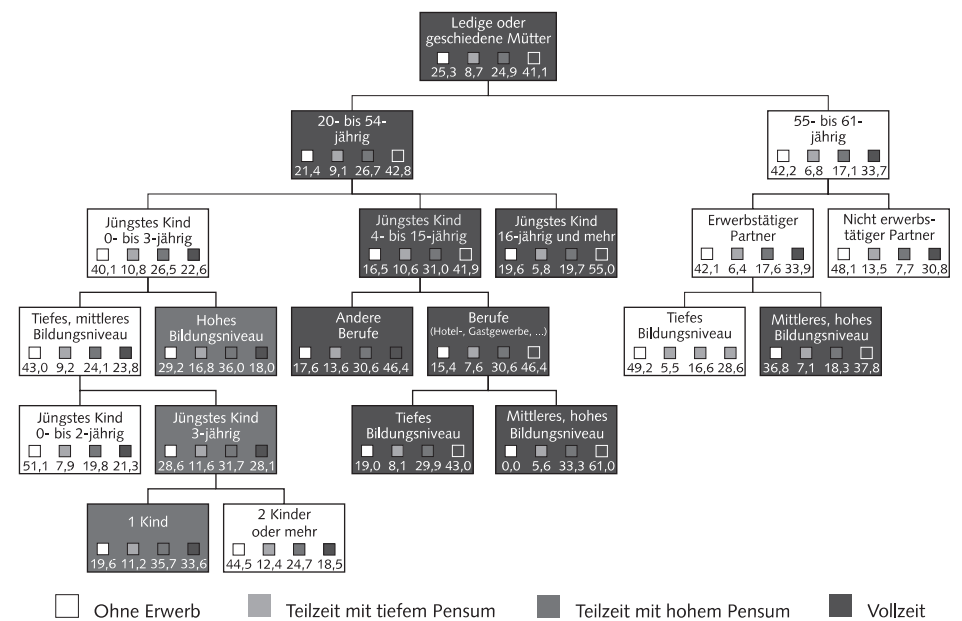 Ledige oder
geschiedene Mütter
25,3 8,7 24,9 41,1
20- bis 54-
jährig
21,4 9,1 26,7 42,8
55- bis 61-
jährig
42,2 6,8 17,1 33,7
Jüngstes Kind
0- bis 3-jährig
40,1 10,8 26,5 22,6
Jüngstes Kind
4- bis 15-jährig
16,5 10,6 31,0 41,9
Jüngstes Kind
16-jährig und mehr
19,6 5,8 19,7 55,0
Erwerbstätiger
Partner
42,1 6,4 17,6 33,9
Nicht erwerbs-
tätiger Partner
48,1 13,5 7,7 30,8
Tiefes, mittleres
Bildungsniveau
43,0 9,2 24,1 23,8
Hohes
Bildungsniveau
29,2 16,8 36,0 18,0
Andere
Berufe
17,6 13,6 30,6 46,4
Berufe
(Hotel-, Gastgewerbe, ...)
15,4 7,6 30,6 46,4
Tiefes
Bildungsniveau
49,2 5,5 16,6 28,6
Mittleres, hohes
Bildungsniveau
36,8 7,1 18,3 37,8
Jüngstes Kind
0- bis 2-jährig
51,1 7,9 19,8 21,3
Jüngstes Kind
3-jährig
28,6 11,6 31,7 28,1
Tiefes
Bildungsniveau
19,0 8,1 29,9 43,0
Mittleres, hohes
Bildungsniveau
0,0 5,6 33,3 61,0
1 Kind
19,6 11,2 35,7 33,6
2 Kinder
oder mehr
44,5 12,4 24,7 18,5
Ohne Erwerb Teilzeit mit tiefem Pensum Teilzeit mit hohem Pensum Vollzeit